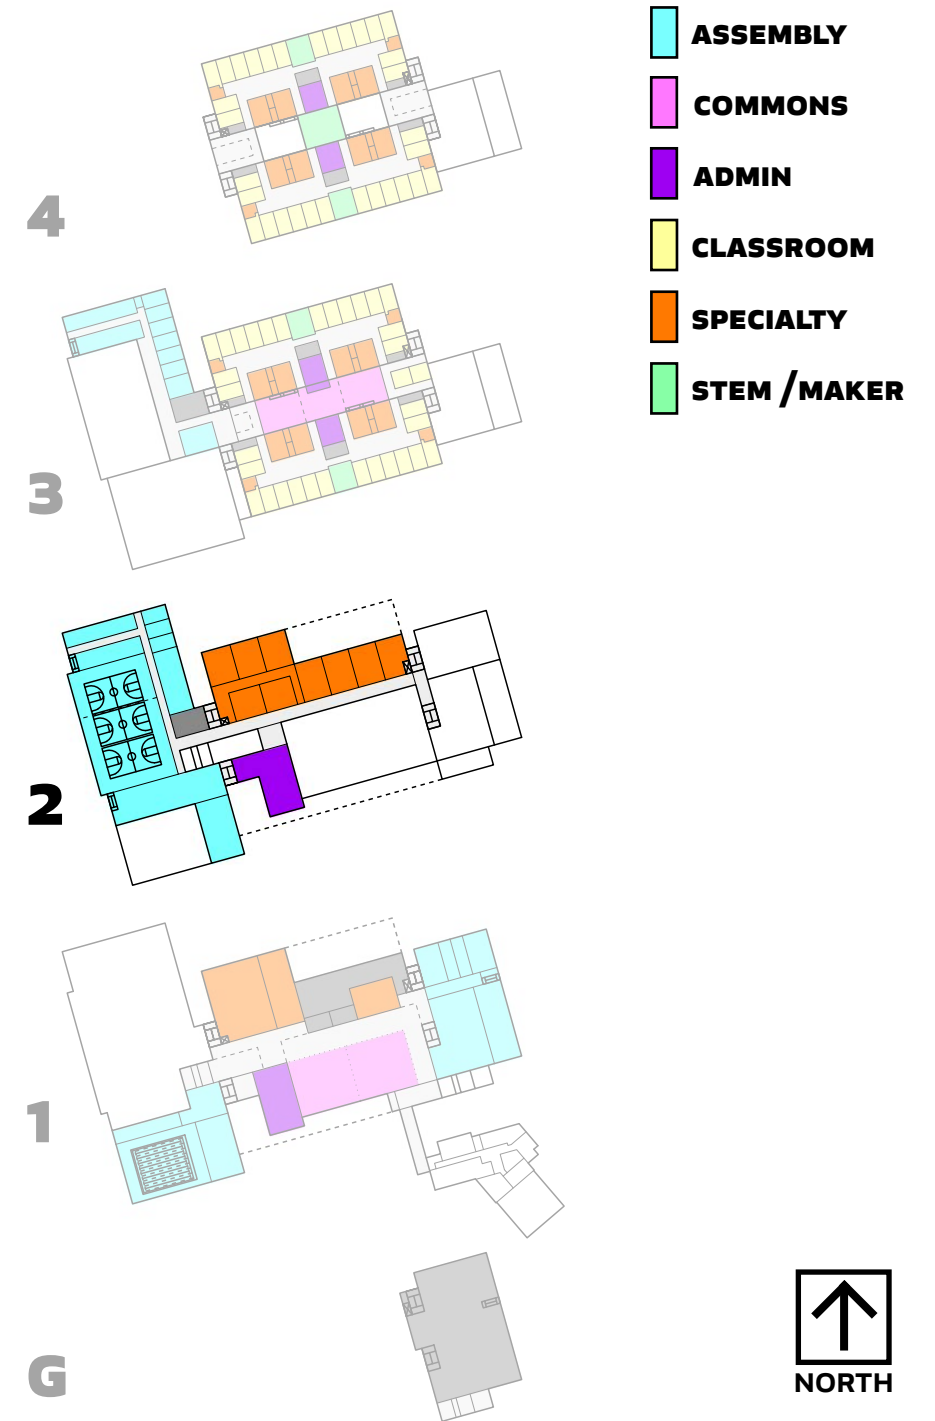 ASSEMBLY
COMMONS
ADMIN
CLASSROOM
SPECIALTY
STEM /MAKER
4
3
2
1
G
NORTH